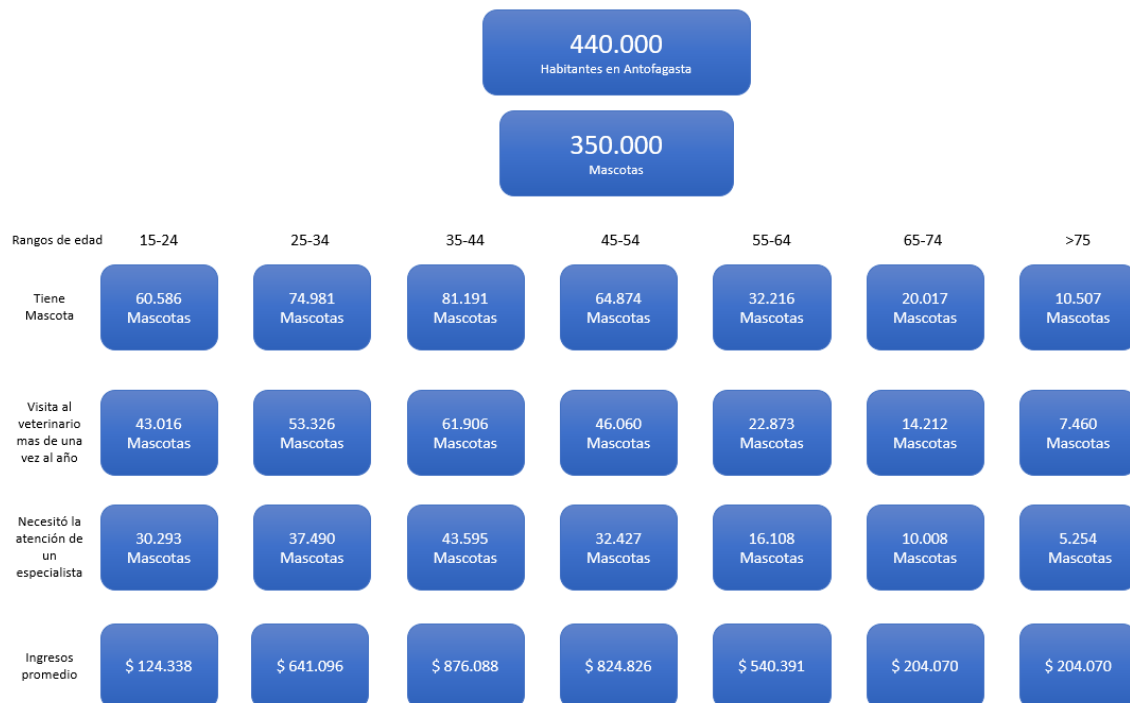 440.000
Habitantes en Antofagasta
350.000
Mascotas
Rangos de edad 15-24 25-34 35-44 45-54 55-64 65-74 >75
Tiene
Mascota
60.586
Mascotas
74.981
Mascotas
81.191
Mascotas
64.874
Mascotas
32.216
Mascotas
20.017
Mascotas
10.507
Mascotas
Visita al
veterinario
mas de una
vez al año
43.016
Mascotas
53.326
Mascotas
61.906
Mascotas
46.060
Mascotas
22.873
Mascotas
14.212
Mascotas
7.460
Mascotas
Necesitó la
atención de
un
especialista
30.293
Mascotas
37.490
Mascotas
43.595
Mascotas
32.427
Mascotas
16.108
Mascotas
10.008
Mascotas
5.254
Mascotas
Ingresos
promedio
$ 124.338
$ 641.096
$ 876.088
$ 824.826
$ 540.391
$ 204.070
$ 204.070